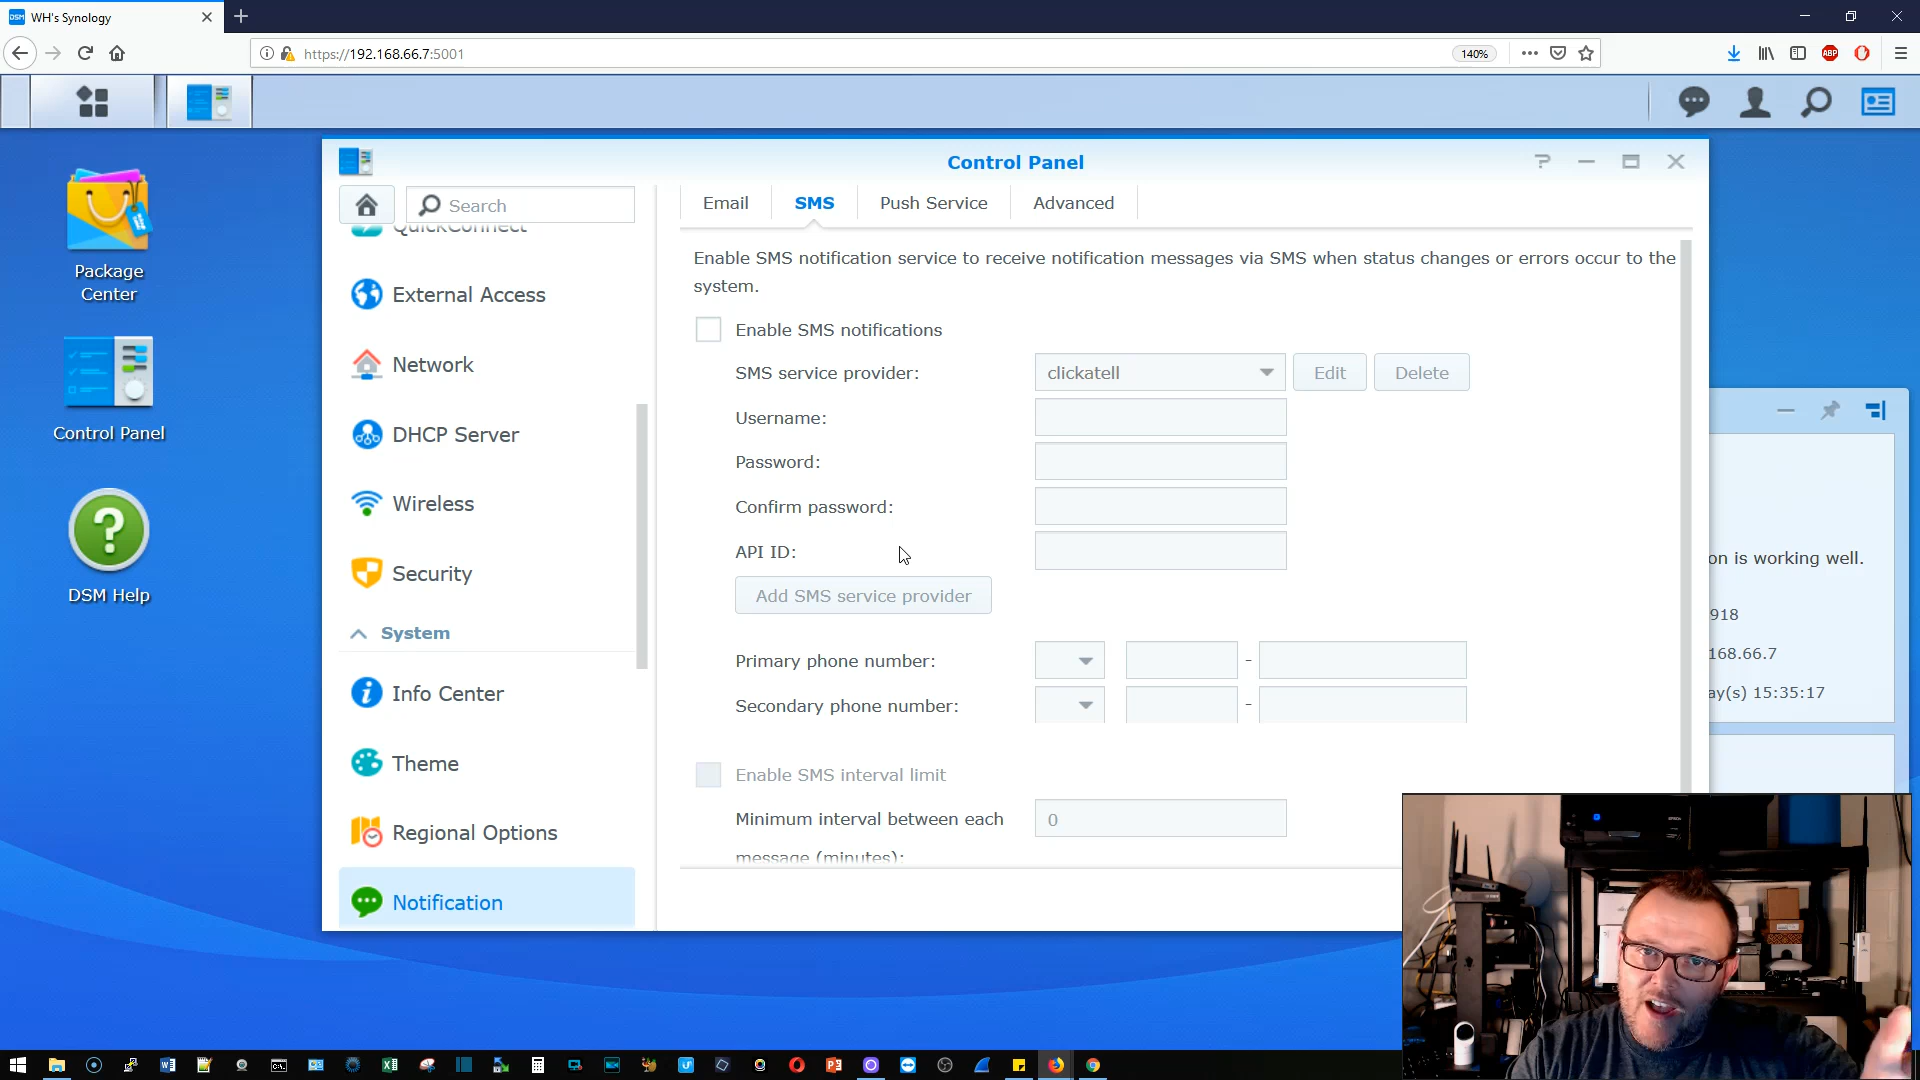 WH's Synology
https://192.168.66.7:5001
140%
ABP
Control Panel
Search
Email
SMS
Push Service
Advanced
Package
Center
Control Panel
DSM Help
QuickConnect
External Access
Network
DHCP Server
Wireless
Security
System
Info Center
Theme
Regional Options
Notification
Enable SMS notification service to receive notification messages via SMS when status changes or errors occur to the
system.
Enable SMS notifications
SMS service provider:
clickatell
Edit
Delete
Username:
Password:
Confirm password:
API ID:
Add SMS service provider
Primary phone number:
-
Secondary phone number:
-
Enable SMS interval limit
Minimum interval between each
0
message (minutes):
on is working well.
918
168.66.7
ay(s) 15:35:17
EPSON